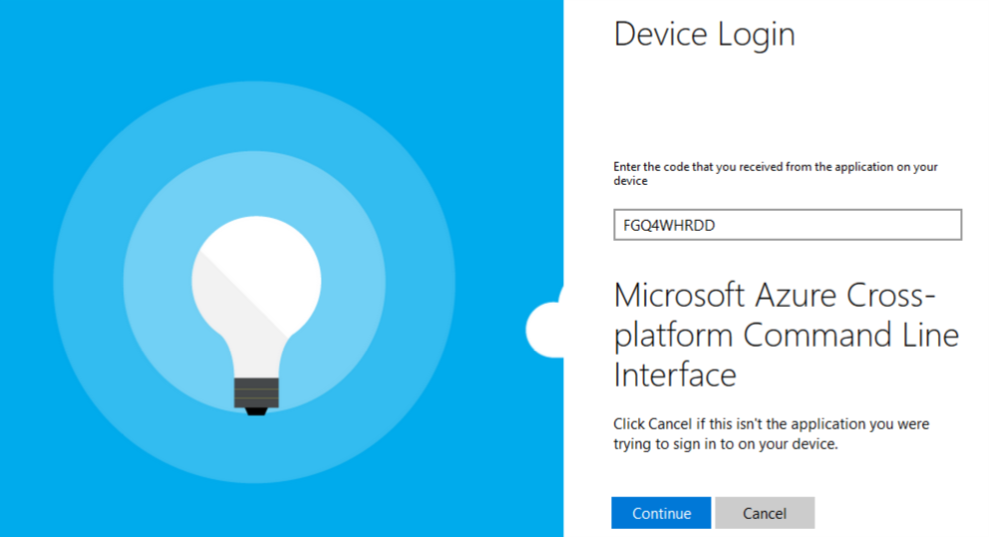 Device Login
Enter the code that you received from the application on your
device
FGQ4WHRDD
Microsoft Azure Cross-
platform Command Line
Interface
Click Cancel if this isn't the application you were
trying to sign in to on your device.
Continue
Cancel